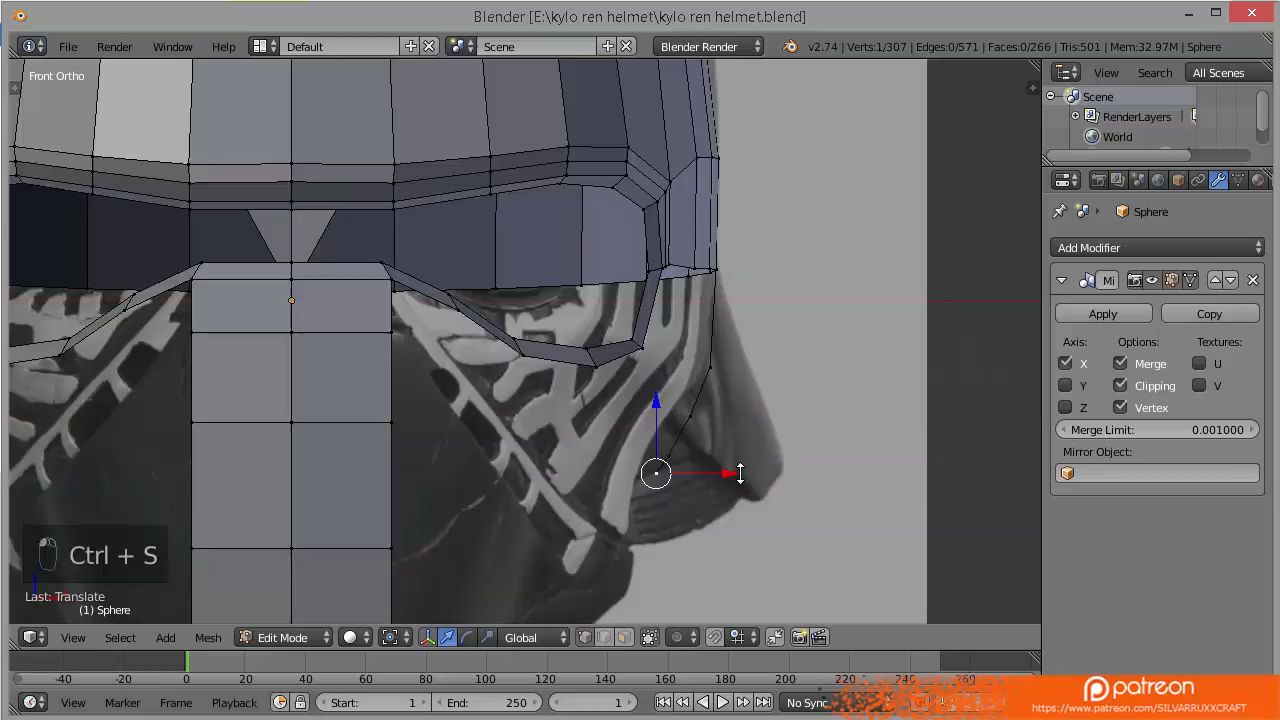 Blender [E:\kylo ren helmet\kylo ren helmet.blend]
File Render Window Help Default Scene Blender Render v2.74 | Verts:1/307 | Edges:0/571 | Faces:0/266 | Tris:501 | Mem:32.97M | Sphere
Front Ortho
View Search All Scenes
Scene
RenderLayers
World
Sphere
Add Modifier
Mi
Apply Copy
Axis: Options: Textures:
X Merge U
Y Clipping V
Z Vertex
Merge Limit: 0.001000
Mirror Object:
Ctrl + S
Last: Translate
(1) Sphere
View Select Add Mesh Edit Mode Global
-40 -20 0 20 40 60 80 100 120 140 160 180 200 220 240 260
View Marker Frame Playback Start: 1 End: 250 1 No Sync
patreon
https://www.patreon.com/SILVARRUXXCRAFT